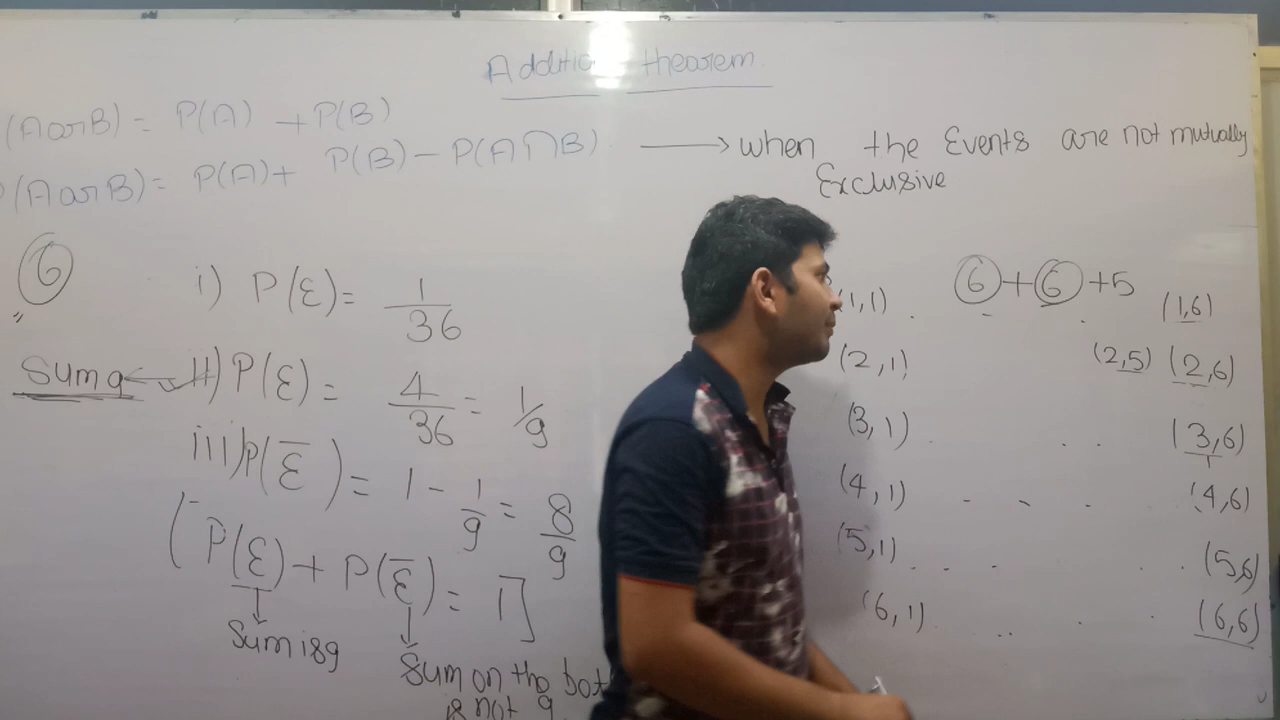 Addition theorem
(A or B) = P(A) + P(B)
P(A or B) = P(A) + P(B) - P(A∩B) → when the Events are not mutually
Exclusive
6
i) P(Ɛ) = 1/36
Sum 9 ← ii) P(Ɛ) = 4/36 = 1/9
iii) P(Ɛ̅) = 1 - 1/9 = 8/9
[P(Ɛ) + P(Ɛ̅) = 1]
Sum is 9
Sum on the bot
is not 9
6 + 6 + 5
(1,1) . . (1,6)
(2,1) (2,5) (2,6)
(3,1) . . . (3,6)
(4,1) - - . . (4,6)
(5,1) . . . . . (5,6)
(6,1) .. . . (6,6)